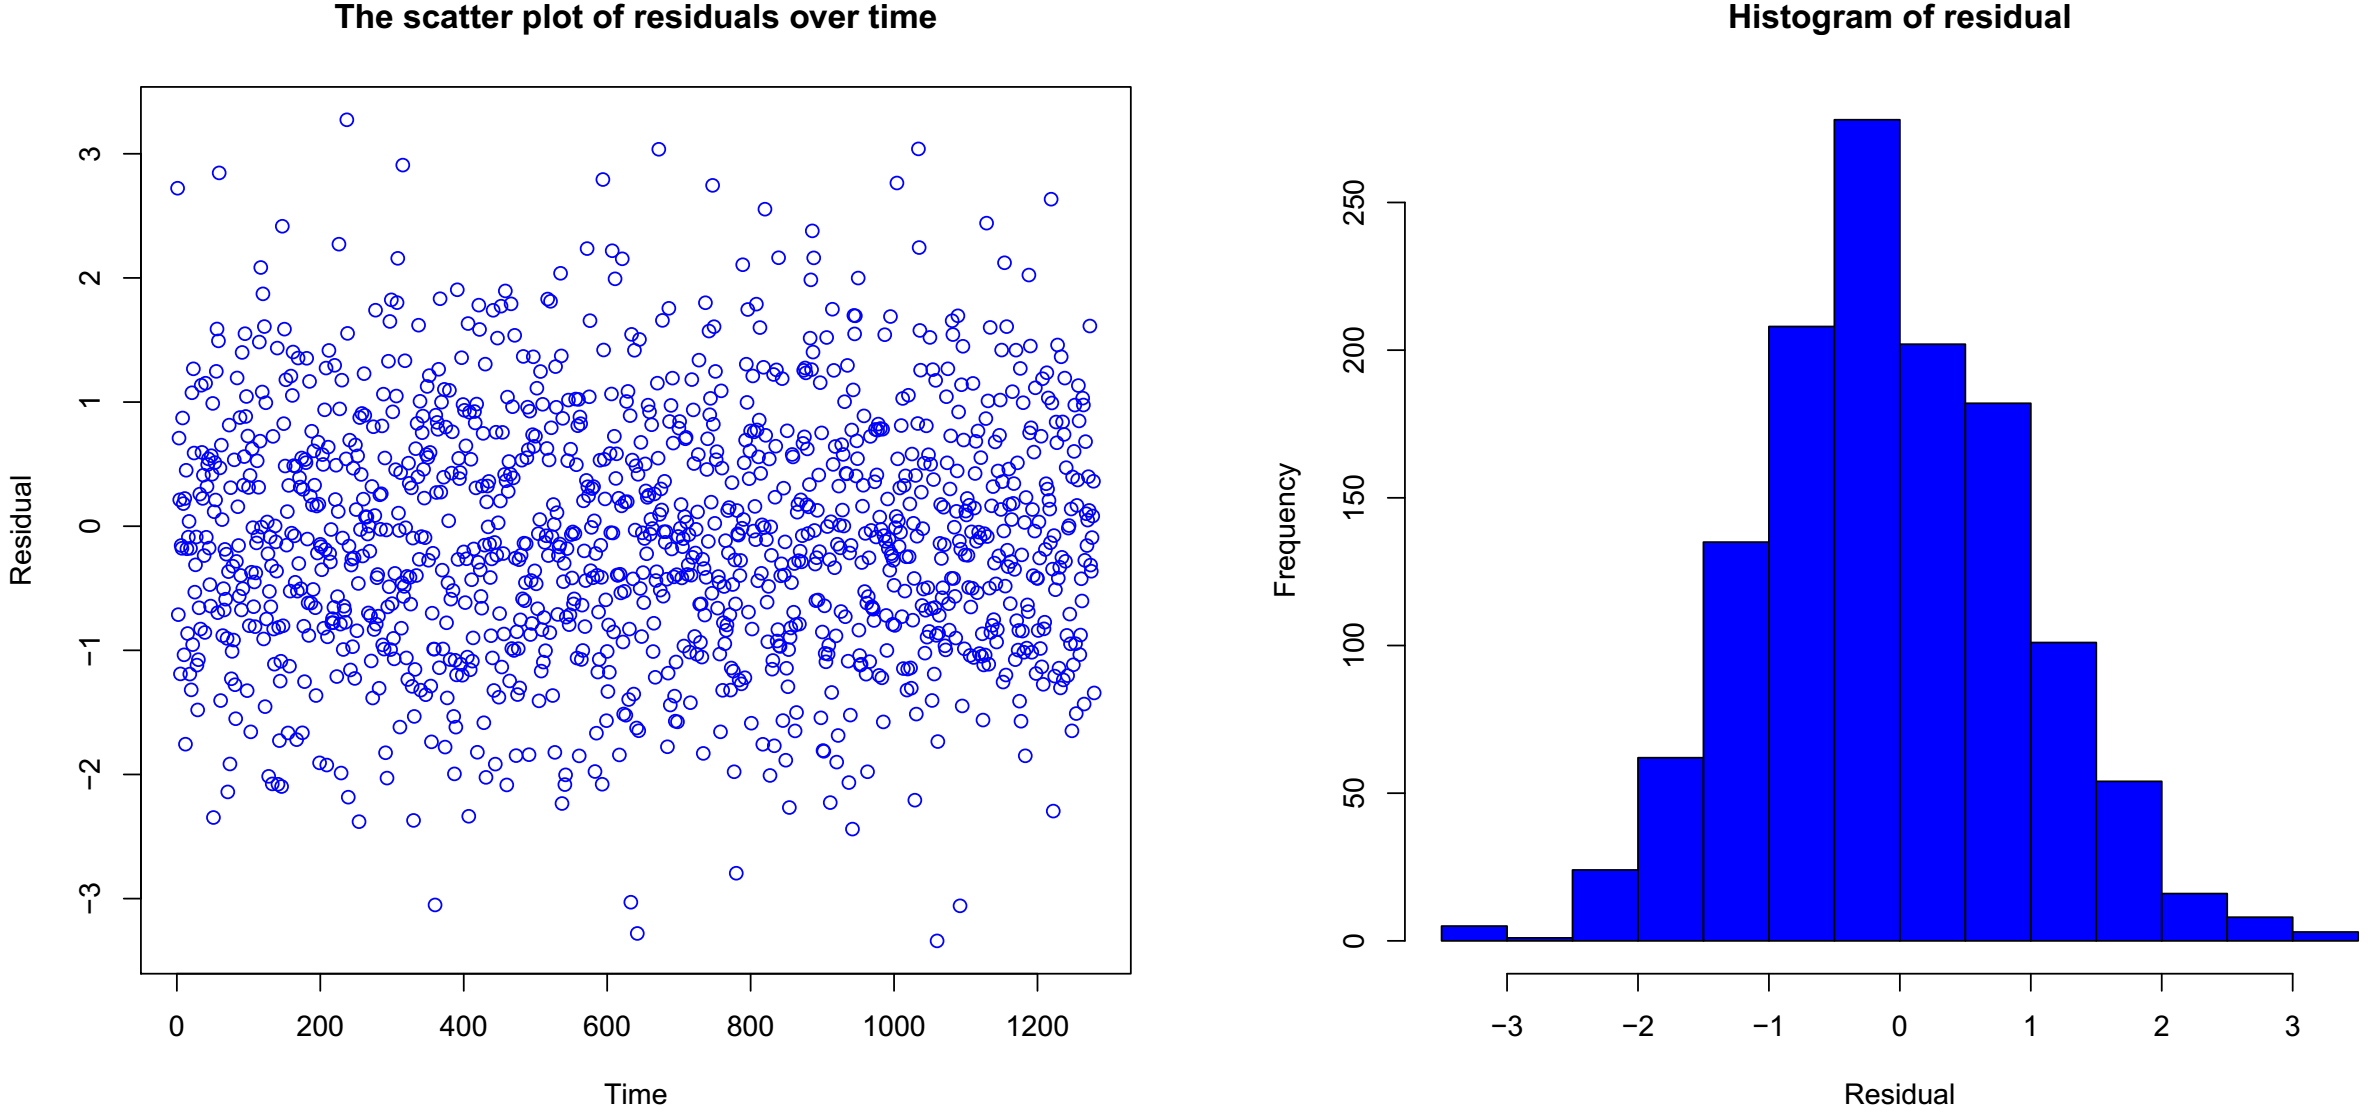 The scatter plot of residuals over time
3
2
1
0
−1
−2
−3
Residual
0 200 400 600 800 1000 1200
Time
Histogram of residual
250
200
150
100
50
0
Frequency
−3 −2 −1 0 1 2 3
Residual